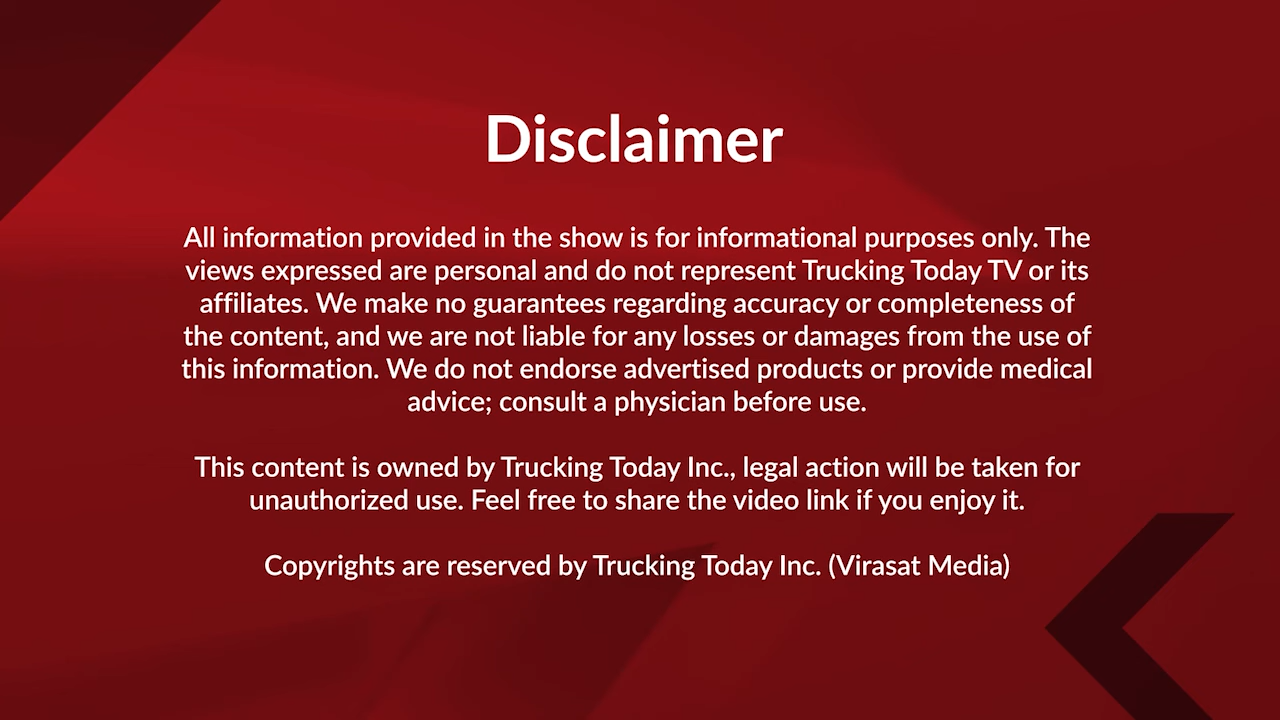 Disclaimer
All information provided in the show is for informational purposes only. The
views expressed are personal and do not represent Trucking Today TV or its
affiliates. We make no guarantees regarding accuracy or completeness of
the content, and we are not liable for any losses or damages from the use of
this information. We do not endorse advertised products or provide medical
advice; consult a physician before use.
This content is owned by Trucking Today Inc., legal action will be taken for
unauthorized use. Feel free to share the video link if you enjoy it.
Copyrights are reserved by Trucking Today Inc. (Virasat Media)